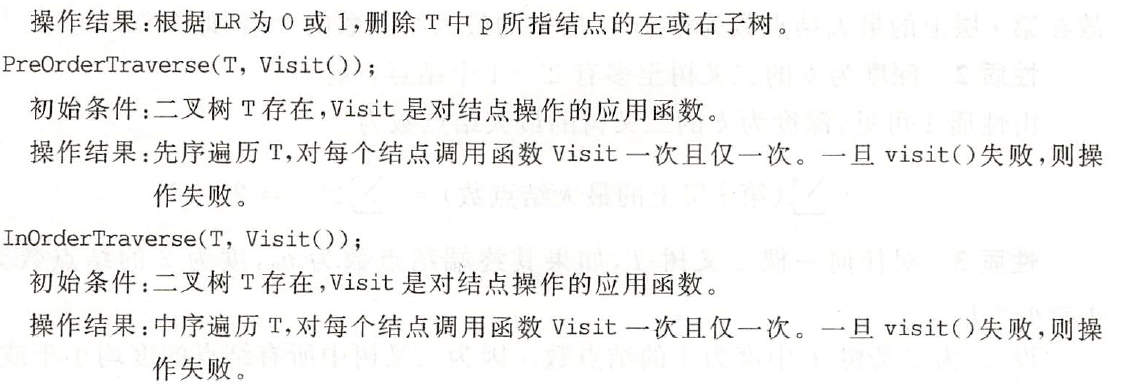 操作结果:根据 LR 为 0 或 1,删除 T 中 p 所指结点的左或右子树。
PreOrderTraverse(T, Visit());
初始条件:二叉树 T 存在,Visit 是对结点操作的应用函数。
操作结果:先序遍历 T,对每个结点调用函数 Visit 一次且仅一次。一旦 visit()失败,则操
作失败。
InOrderTraverse(T, Visit());
初始条件:二叉树 T 存在,Visit 是对结点操作的应用函数。
操作结果:中序遍历 T,对每个结点调用函数 Visit 一次且仅一次。一旦 visit()失败,则操
作失败。